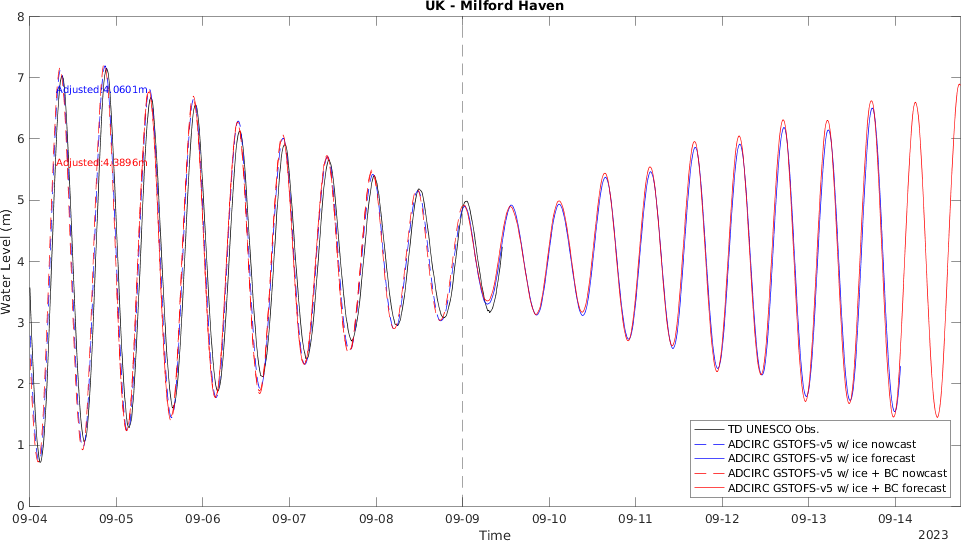 UK - Milford Haven
8
7
6
5
4
3
2
1
0
Water Level (m)
Adjusted:4.0601m
Adjusted:4.3896m
TD UNESCO Obs.
ADCIRC GSTOFS-v5 w/ ice nowcast
ADCIRC GSTOFS-v5 w/ ice forecast
ADCIRC GSTOFS-v5 w/ ice + BC nowcast
ADCIRC GSTOFS-v5 w/ ice + BC forecast
09-04 09-05 09-06 09-07 09-08 09-09 09-10 09-11 09-12 09-13 09-14
Time
2023